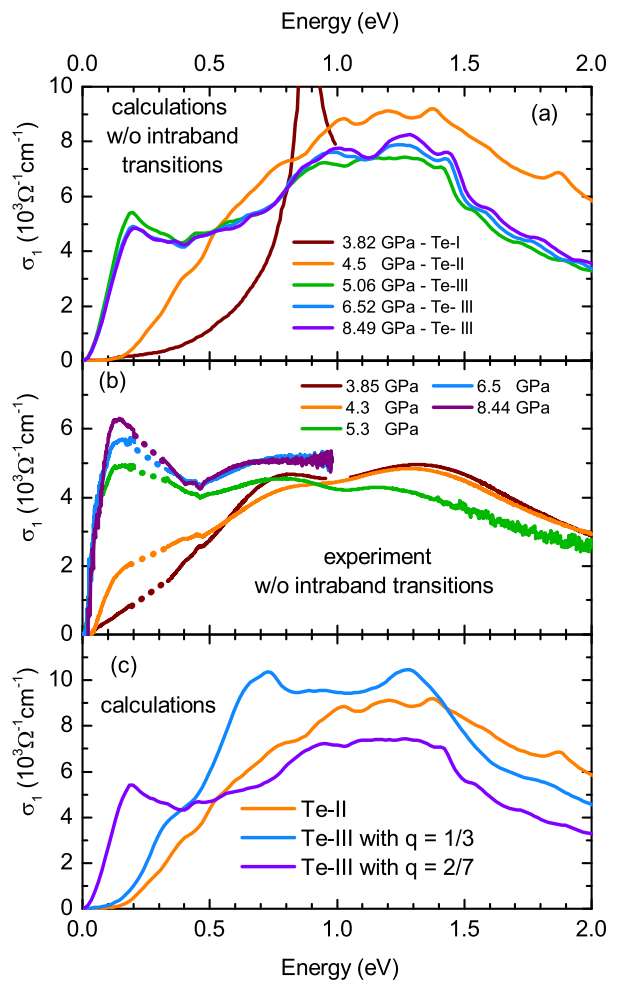 Energy (eV)
0.0 0.5 1.0 1.5 2.0
10
8
6
4
2
0
σ₁ (10³Ω⁻¹cm⁻¹)
calculations
w/o intraband
transitions
(a)
3.82 GPa - Te-I
4.5 GPa - Te-II
5.06 GPa - Te-III
6.52 GPa - Te- III
8.49 GPa - Te- III
(b)
6
4
2
0
σ₁ (10³Ω⁻¹cm⁻¹)
3.85 GPa
4.3 GPa
5.3 GPa
6.5 GPa
8.44 GPa
experiment
w/o intraband transitions
(c)
10
8
6
4
2
0
σ₁ (10³Ω⁻¹cm⁻¹)
calculations
Te-II
Te-III with q = 1/3
Te-III with q = 2/7
0.0 0.5 1.0 1.5 2.0
Energy (eV)